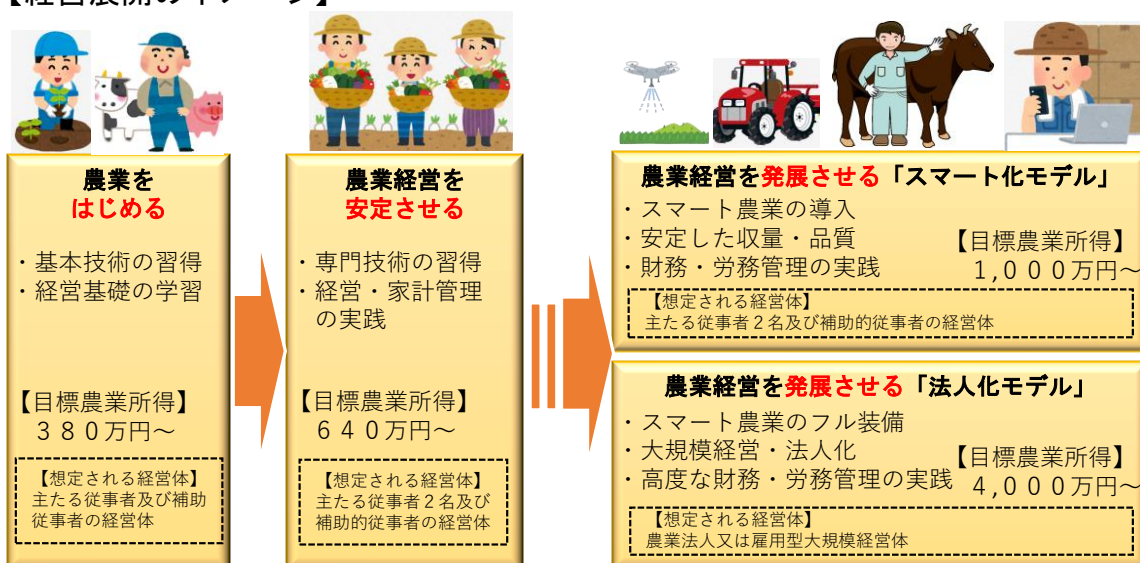 【経営展開のイメージ】
農業を
はじめる
・基本技術の習得
・経営基礎の学習
【目標農業所得】
３８０万円～
【想定される経営体】
主たる従事者及び補助
従事者の経営体
農業経営を
安定させる
・専門技術の習得
・経営・家計管理
の実践
【目標農業所得】
６４０万円～
【想定される経営体】
主たる従事者２名及び
補助的従事者の経営体
農業経営を発展させる「スマート化モデル」
・スマート農業の導入
・安定した収量・品質
・財務・労務管理の実践
【目標農業所得】
１,０００万円～
【想定される経営体】
主たる従事者２名及び補助的従事者の経営体
農業経営を発展させる「法人化モデル」
・スマート農業のフル装備
・大規模経営・法人化
・高度な財務・労務管理の実践
【目標農業所得】
４,０００万円～
【想定される経営体】
農業法人又は雇用型大規模経営体